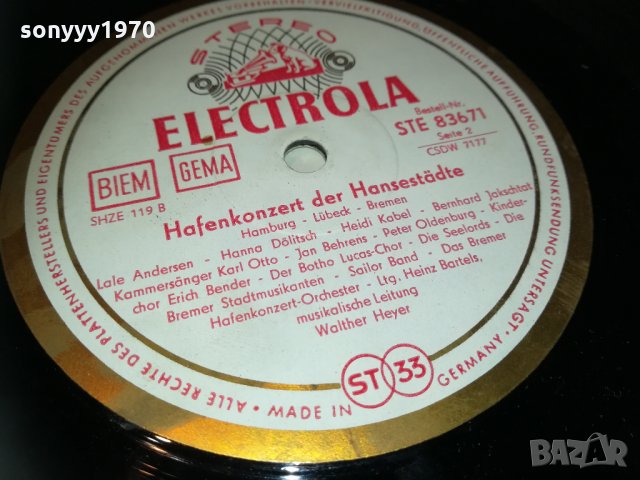 sonyyy1970
STEREO
ELECTROLA
Bestell-Nr.
STE 83671
Seite 2
CSDW 7177
BIEM
GEMA
SHZE 119 B
Hafenkonzert der Hansestädte
Hamburg - Lübeck - Bremen
Lale Andersen - Hanna Dölitsch - Heidi Kabel - Bernhard Jakschtat
Kammersänger Karl Otto - Jan Behrens - Peter Oldenburg - Kinder-
chor Erich Bender - Der Botho Lucas-Chor - Die Seelords - Die
Bremer Stadtmusikanten - Sailor Band - Das Bremer
Hafenkonzert-Orchester - Ltg. Heinz Bartels,
musikalische Leitung
Walther Heyer
ST 33
• ALLE RECHTE DES PLATTENHERSTELLERS UND EIGENTÜMERS DES AUFGENOMMENEN WERKES VORBEHALTEN • VERVIELFÄLTIGUNG, ÖFFENTLICHE AUFFÜHRUNG, RUNDFUNKSENDUNG UNTERSAGT •
MADE IN GERMANY
BAZAR
bazar.bg